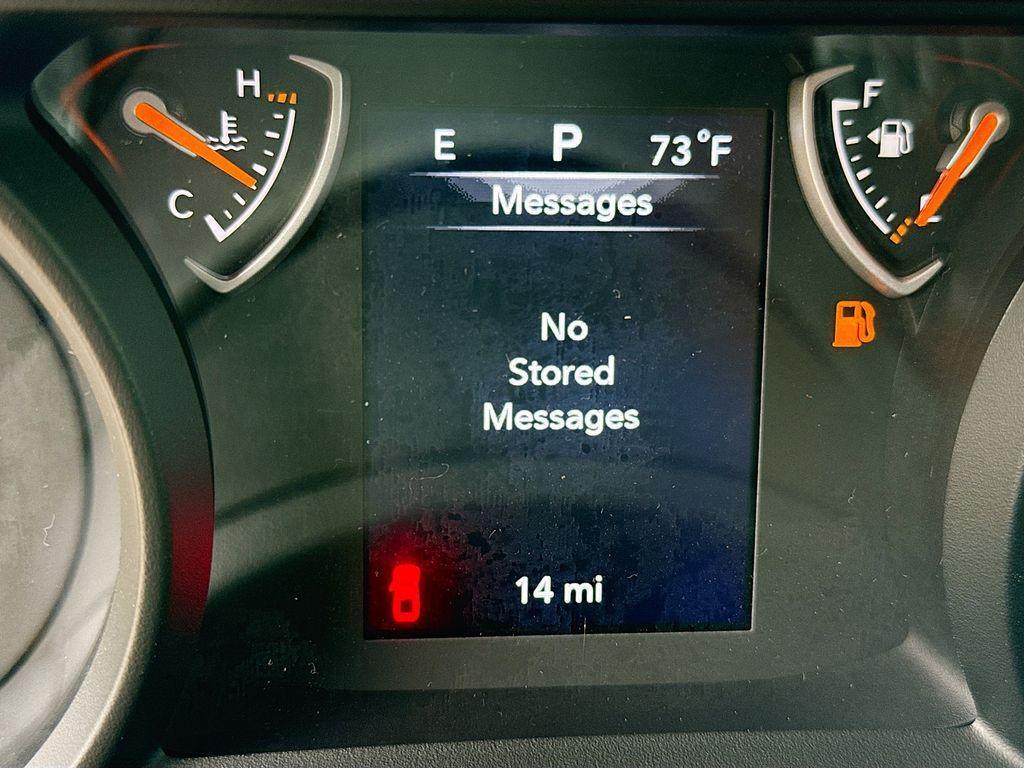 H
F
E P 73°F
Messages
C
E
No
Stored
Messages
14 mi